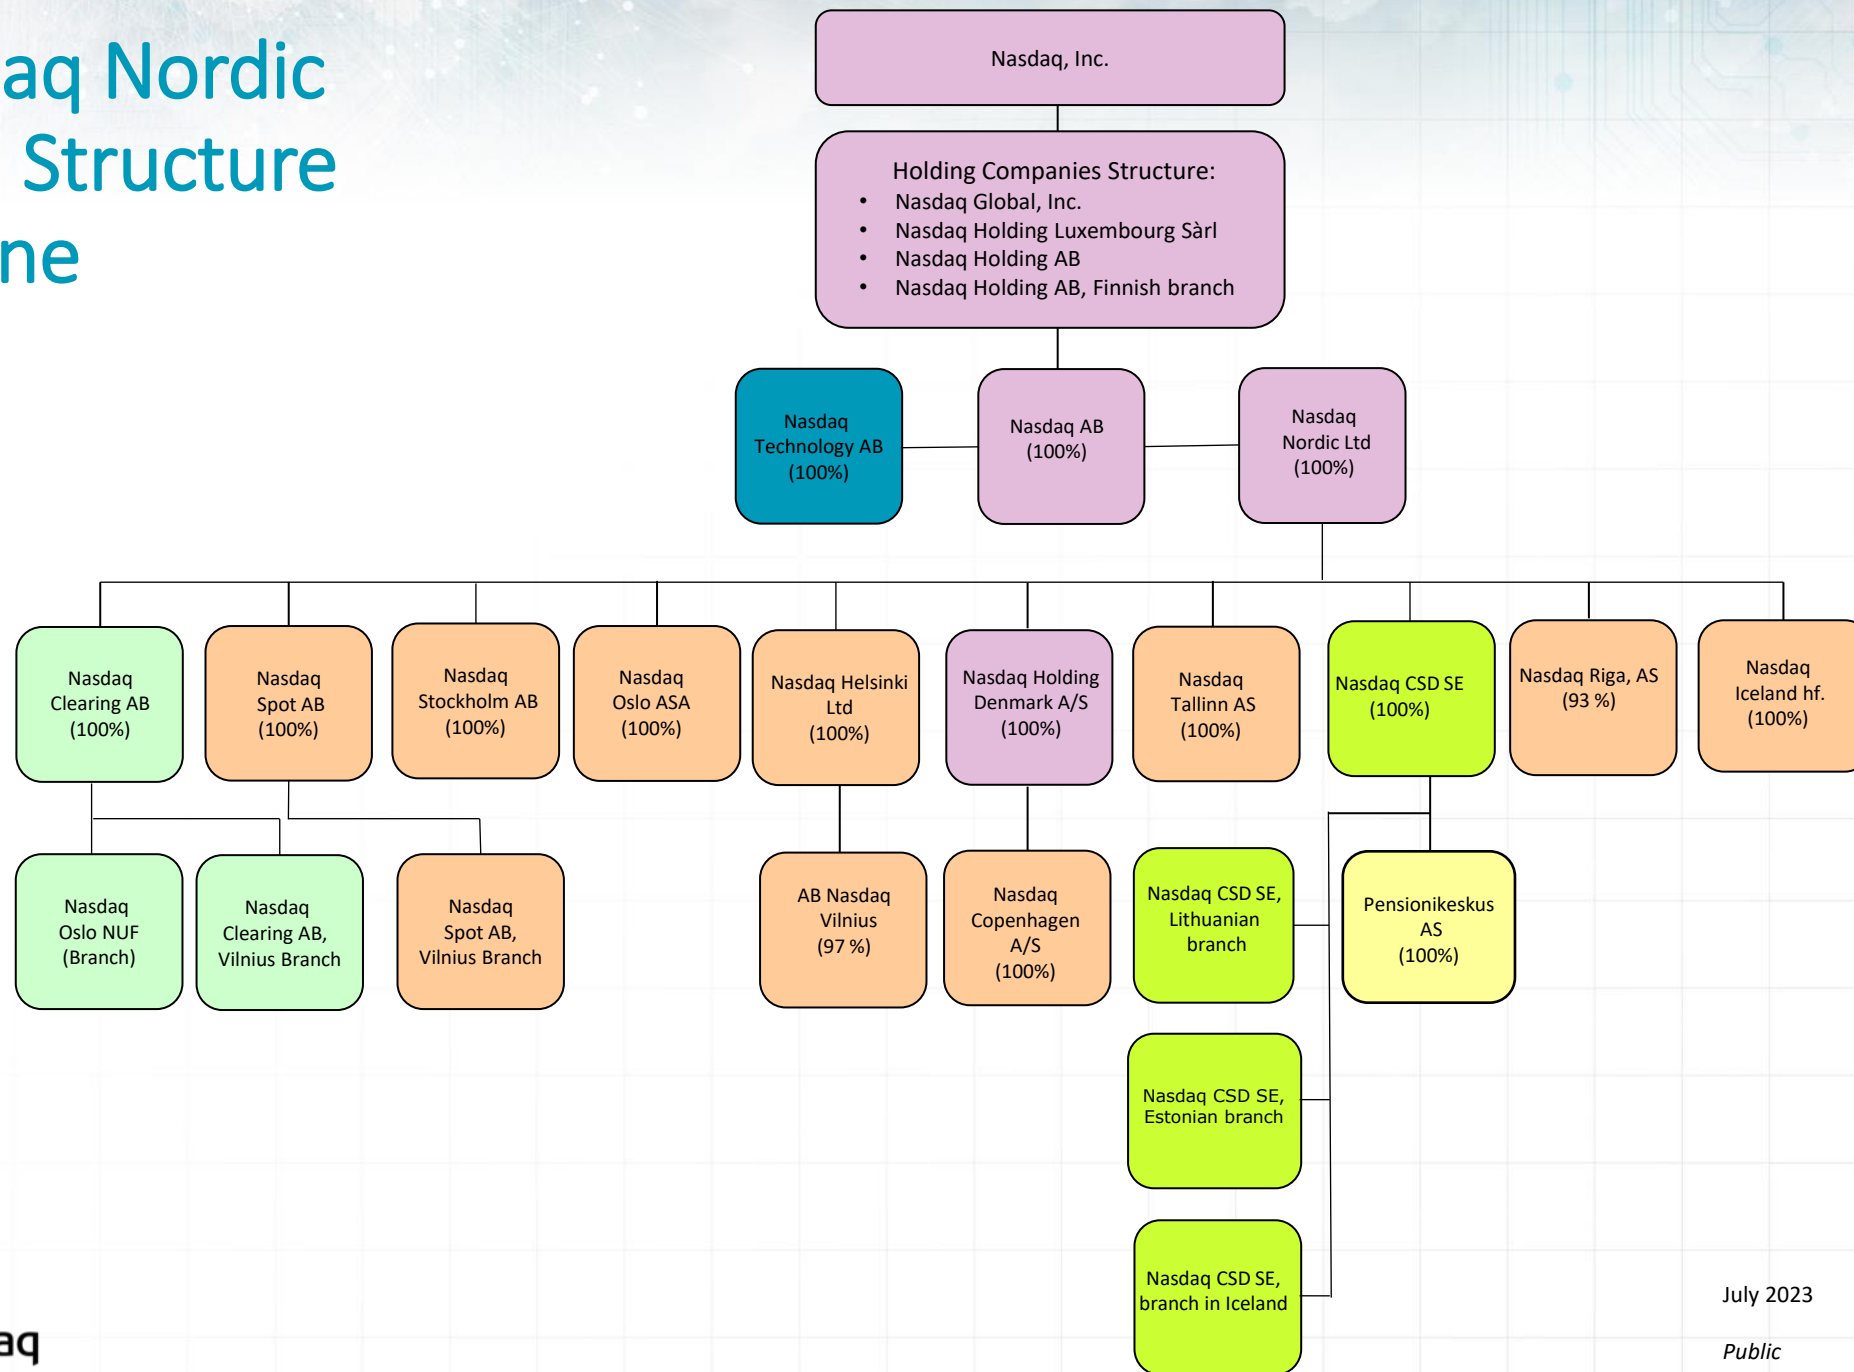 aq Nordic
Structure
ne
Nasdaq, Inc.
Holding Companies Structure:
• Nasdaq Global, Inc.
• Nasdaq Holding Luxembourg Sàrl
• Nasdaq Holding AB
• Nasdaq Holding AB, Finnish branch
Nasdaq
Technology AB
(100%)
Nasdaq AB
(100%)
Nasdaq
Nordic Ltd
(100%)
Nasdaq
Clearing AB
(100%)
Nasdaq
Spot AB
(100%)
Nasdaq
Stockholm AB
(100%)
Nasdaq
Oslo ASA
(100%)
Nasdaq Helsinki
Ltd
(100%)
Nasdaq Holding
Denmark A/S
(100%)
Nasdaq
Tallinn AS
(100%)
Nasdaq CSD SE
(100%)
Nasdaq Riga, AS
(93 %)
Nasdaq
Iceland hf.
(100%)
Nasdaq
Oslo NUF
(Branch)
Nasdaq
Clearing AB,
Vilnius Branch
Nasdaq
Spot AB,
Vilnius Branch
AB Nasdaq
Vilnius
(97 %)
Nasdaq
Copenhagen
A/S
(100%)
Nasdaq CSD SE,
Lithuanian
branch
Pensionikeskus
AS
(100%)
Nasdaq CSD SE,
Estonian branch
Nasdaq CSD SE,
branch in Iceland
July 2023
Public
aq